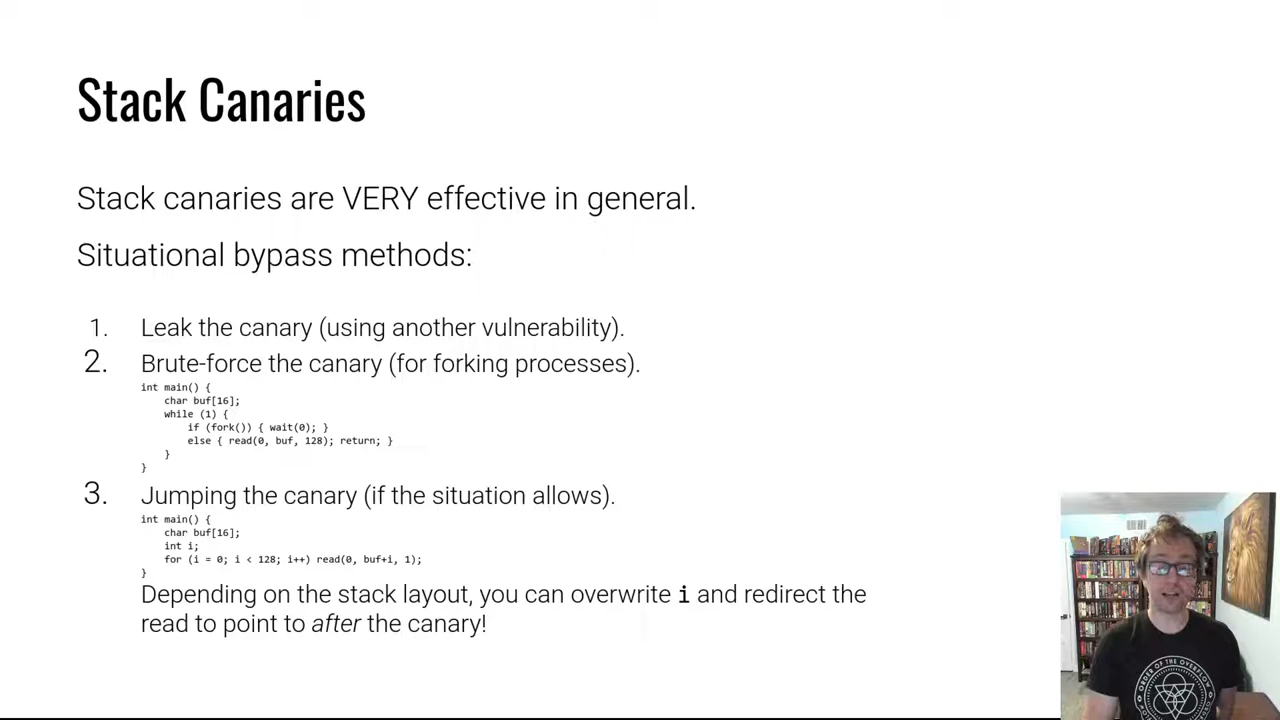 Stack Canaries
Stack canaries are VERY effective in general.
Situational bypass methods:
1. Leak the canary (using another vulnerability).
2. Brute-force the canary (for forking processes).
int main() {
    char buf[16];
    while (1) {
        if (fork()) { wait(0); }
        else { read(0, buf, 128); return; }
    }
}
3. Jumping the canary (if the situation allows).
int main() {
    char buf[16];
    int i;
    for (i = 0; i < 128; i++) read(0, buf+i, 1);
}
Depending on the stack layout, you can overwrite i and redirect the
read to point to after the canary!
ORDER OF THE OVERFLOW